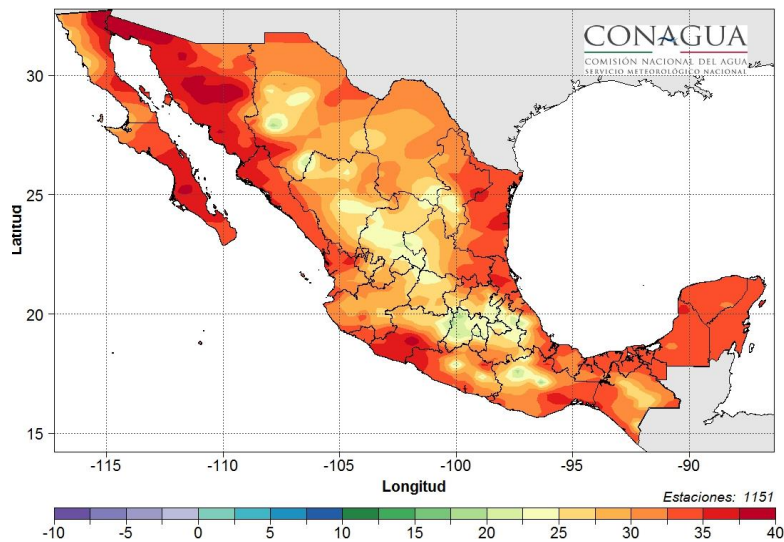 CONAGUA
COMISIÓN NACIONAL DEL AGUA
SERVICIO METEOROLÓGICO NACIONAL
30
25
20
15
Latitud
-115 -110 -105 -100 -95 -90
Longitud
Estaciones: 1151
-10 -5 0 5 10 15 20 25 30 35 40